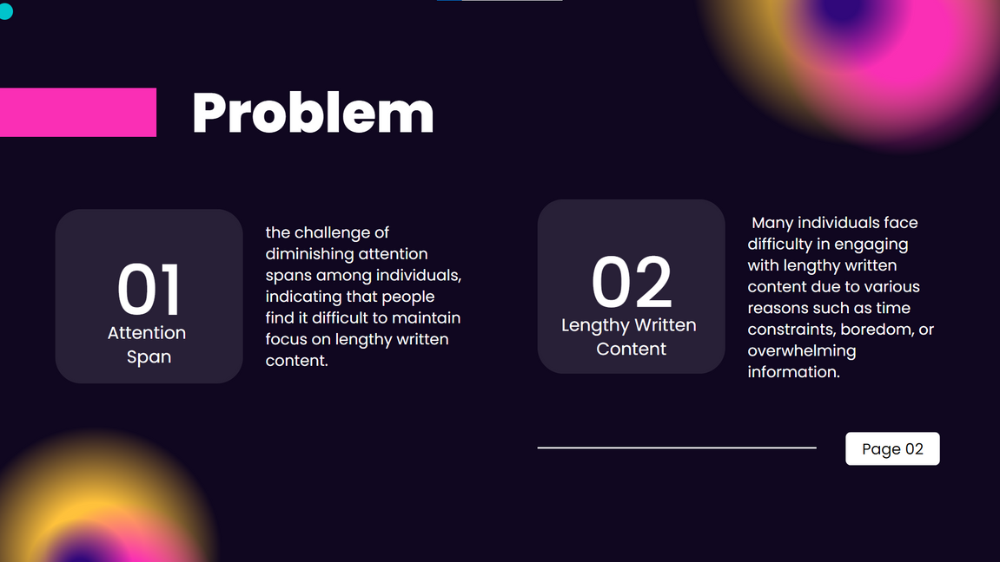 Problem
01
Attention
Span
the challenge of
diminishing attention
spans among individuals,
indicating that people
find it difficult to maintain
focus on lengthy written
content.
02
Lengthy Written
Content
Many individuals face
difficulty in engaging
with lengthy written
content due to various
reasons such as time
constraints, boredom, or
overwhelming
information.
Page 02